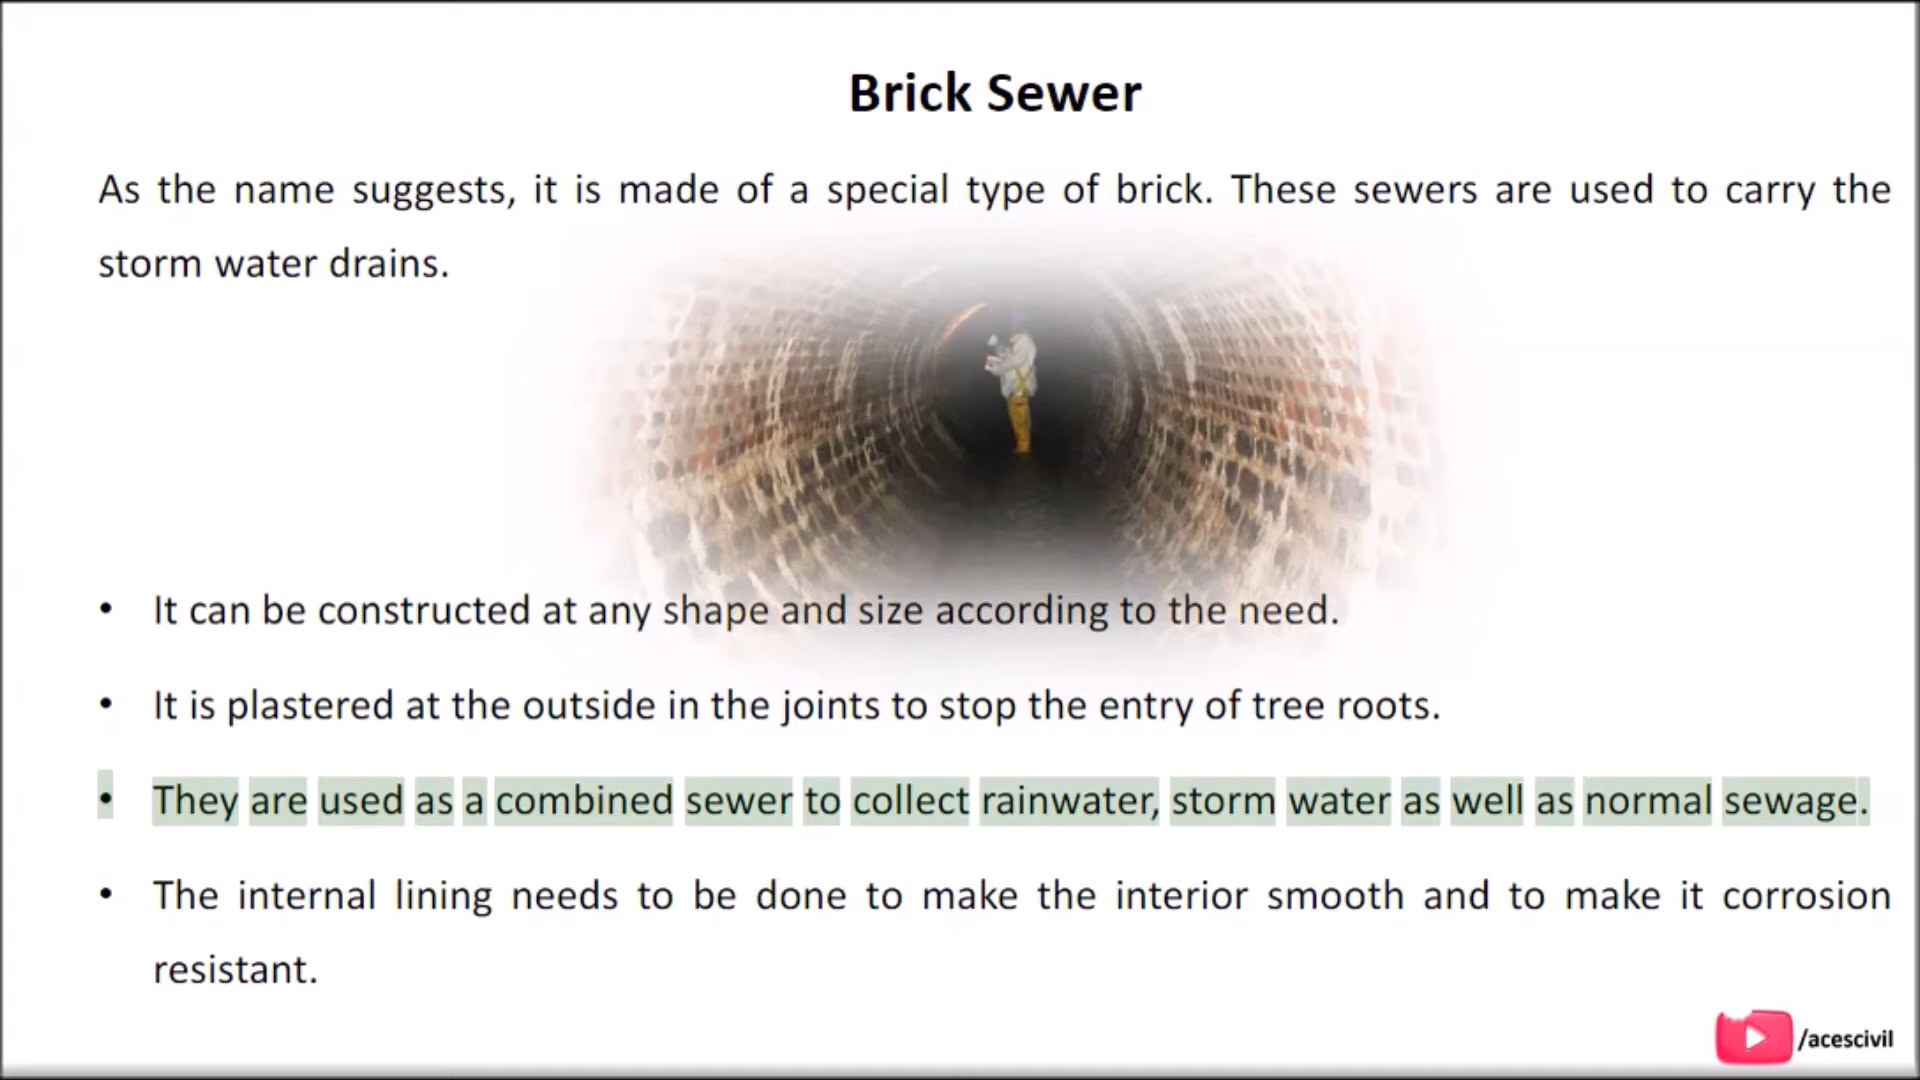 Brick Sewer
As the name suggests, it is made of a special type of brick. These sewers are used to carry the
storm water drains.
• It can be constructed at any shape and size according to the need.
• It is plastered at the outside in the joints to stop the entry of tree roots.
• They are used as a combined sewer to collect rainwater, storm water as well as normal sewage.
• The internal lining needs to be done to make the interior smooth and to make it corrosion
resistant.
/acescivil